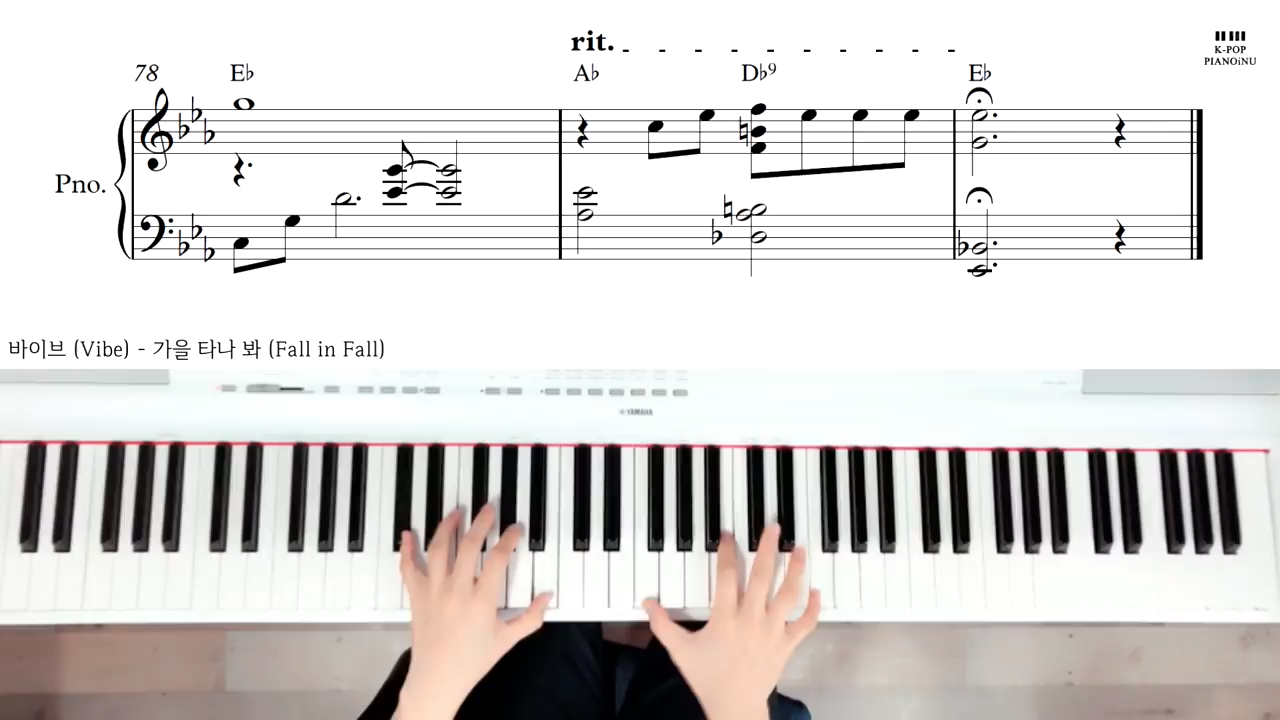 rit.
K-POP
PIANOiNU
78 E♭ A♭ D♭9 E♭
Pno.
바이브 (Vibe) - 가을 타나 봐 (Fall in Fall)
YAMAHA